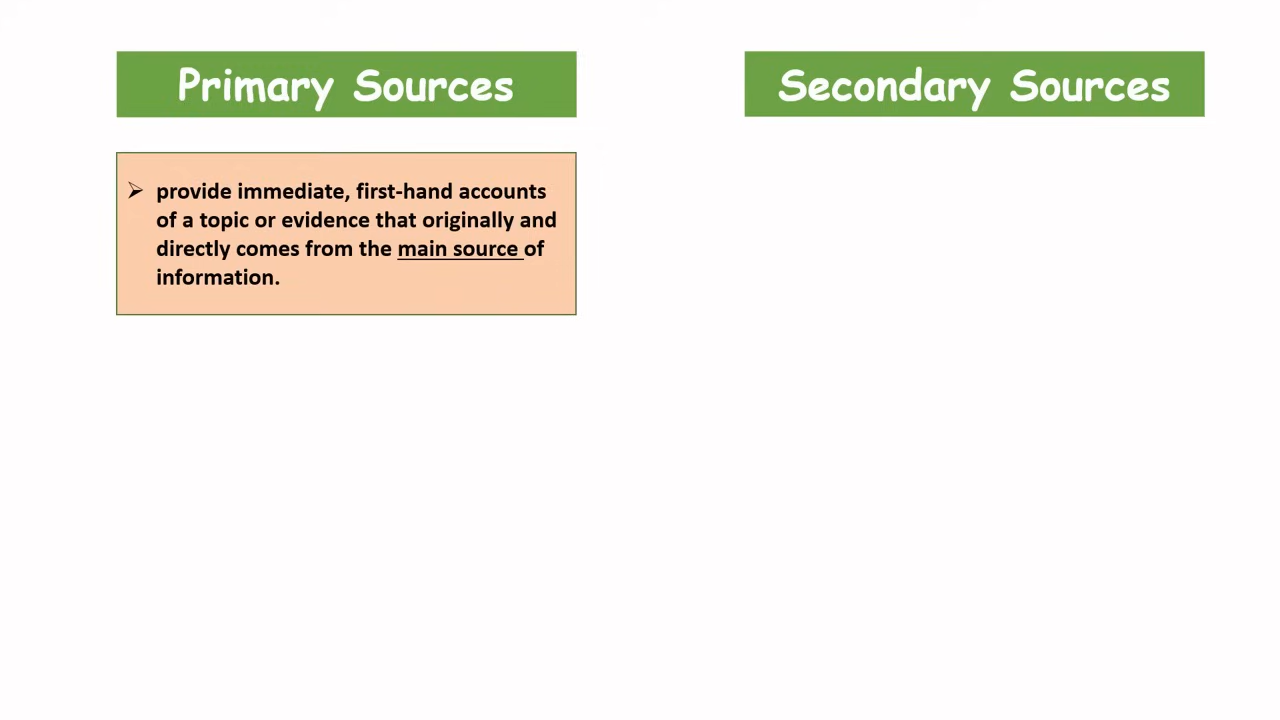 Primary Sources
Secondary Sources
➢ provide immediate, first-hand accounts
of a topic or evidence that originally and
directly comes from the main source of
information.